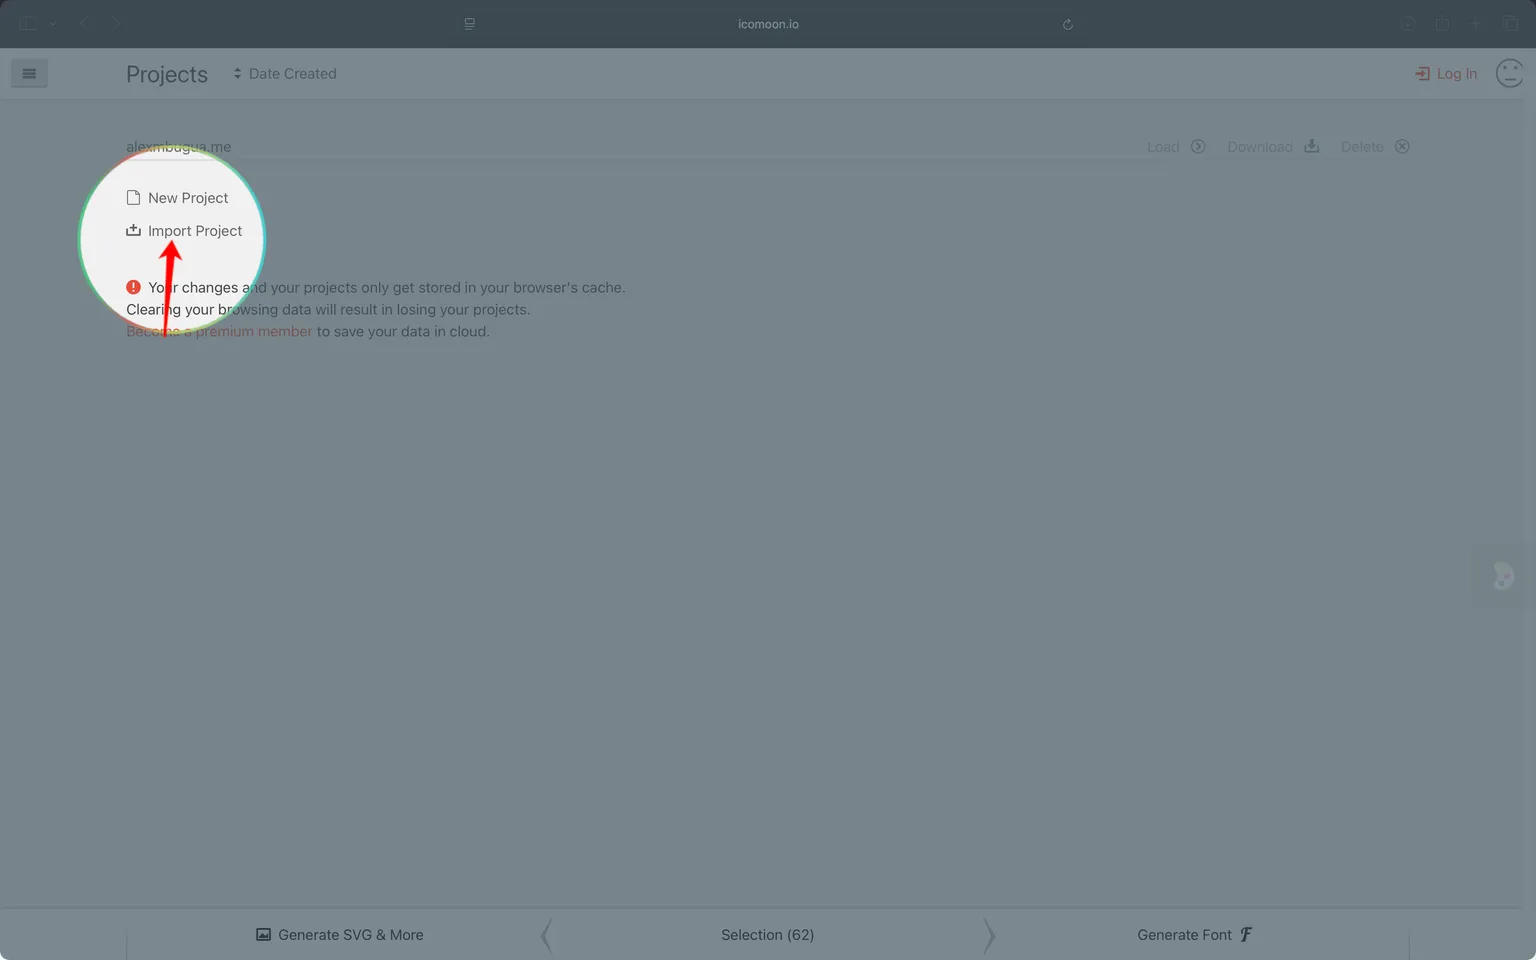 icomoon.io
Projects Date Created Log In
alexmbugua.me Load Download Delete
New Project
Import Project
Your changes and your projects only get stored in your browser's cache.
Clearing your browsing data will result in losing your projects.
Become a premium member to save your data in cloud.
Generate SVG & More Selection (62) Generate Font